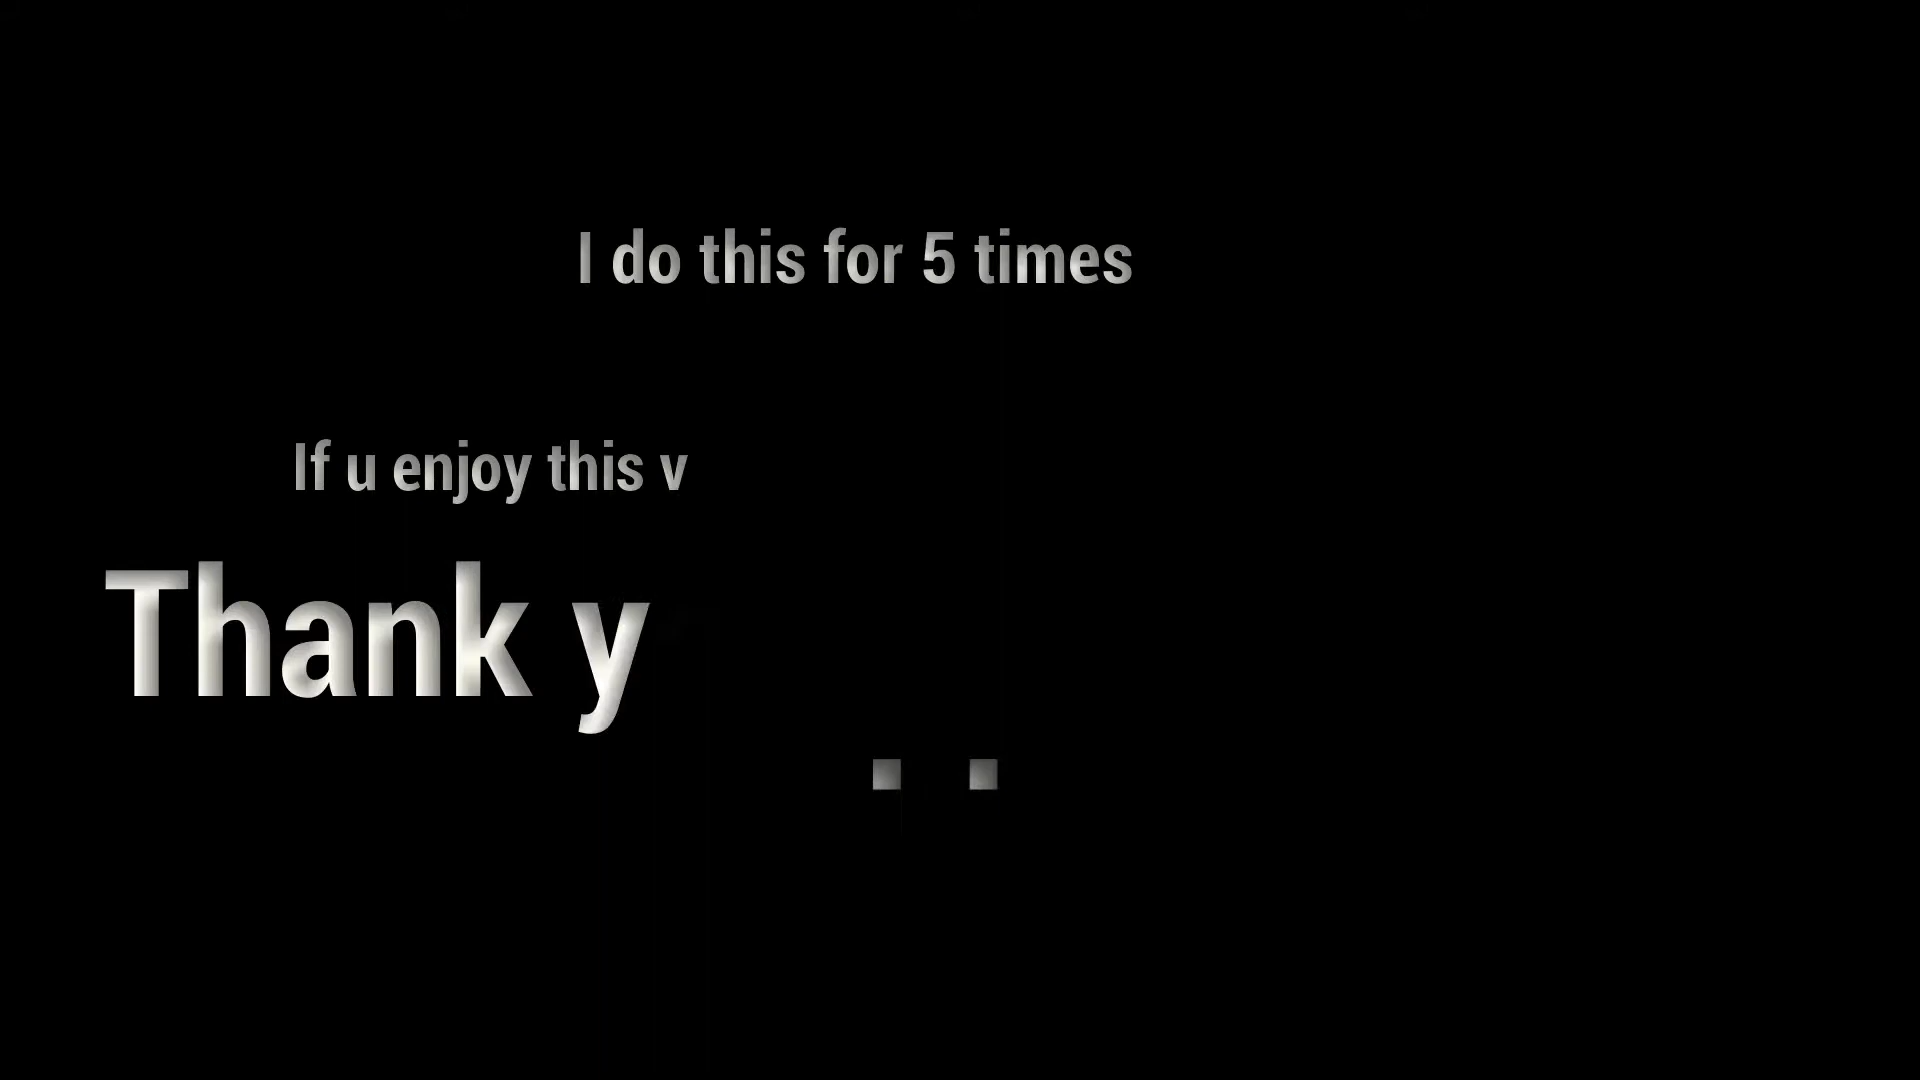 I do this for 5 times
If u enjoy this v
Thank y
. .